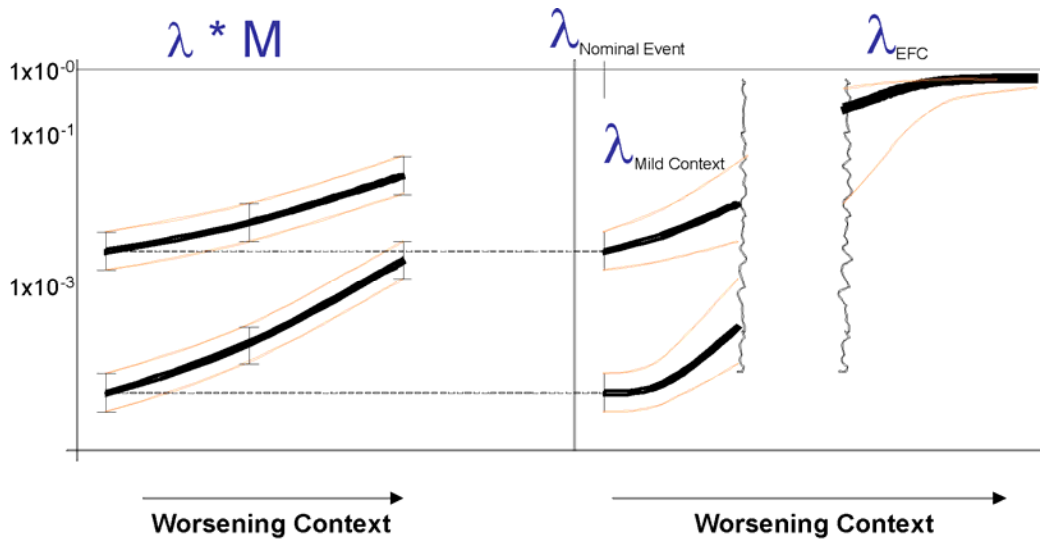 λ * M
λNominal Event
λEFC
1x10-0
1x10-1
λMild Context
1x10-3
Worsening Context
Worsening Context